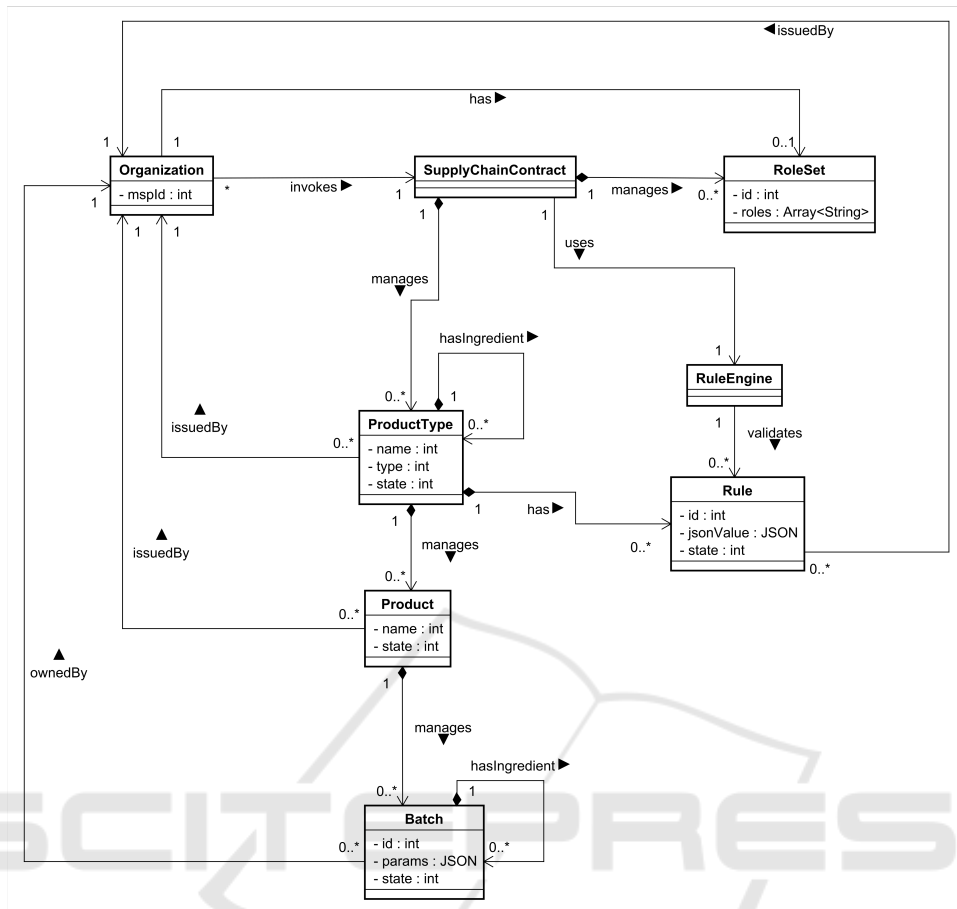 issuedBy
has
1
1
0..1
Organization
- mspId : int
*
invokes
1
SupplyChainContract
1
manages
0..*
RoleSet
- id : int
- roles : Array<String>
1
1
1
1
1
uses
manages
hasIngredient
1
RuleEngine
1
validates
0..*
0..*
1
ProductType
- name : int
- type : int
- state : int
0..*
issuedBy
0..*
1
has
0..*
Rule
- id : int
- jsonValue : JSON
- state : int
0..*
1
manages
0..*
issuedBy
Product
- name : int
- state : int
0..*
1
ownedBy
manages
hasIngredient
0..*
1
Batch
- id : int
- params : JSON
- state : int
0..*
0..*
SCITEPRES